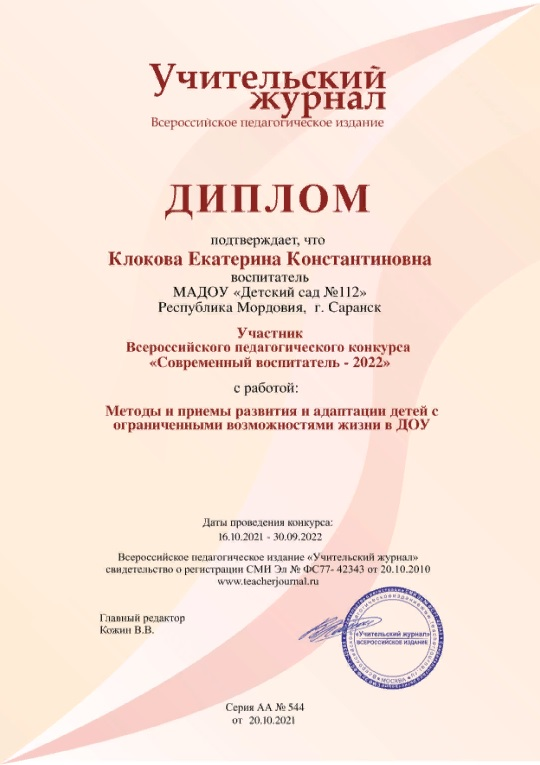 Учительский
журнал
Всероссийское педагогическое издание
ДИПЛОМ
подтверждает, что
Клокова Екатерина Константиновна
воспитатель
МАДОУ «Детский сад №112»
Республика Мордовия, г. Саранск
Участник
Всероссийского педагогического конкурса
«Современный воспитатель - 2022»
с работой:
Методы и приемы развития и адаптации детей с
ограниченными возможностями жизни в ДОУ
Даты проведения конкурса:
16.10.2021 - 30.09.2022
Всероссийское педагогическое издание «Учительский журнал»
свидетельство о регистрации СМИ Эл № ФС77- 42343 от 20.10.2010
www.teacherjournal.ru
Главный редактор
Кожин В.В.
«Учительский журнал»
ВСЕРОССИЙСКОЕ ИЗДАНИЕ
МОСКВА
Серия АА № 544
от 20.10.2021